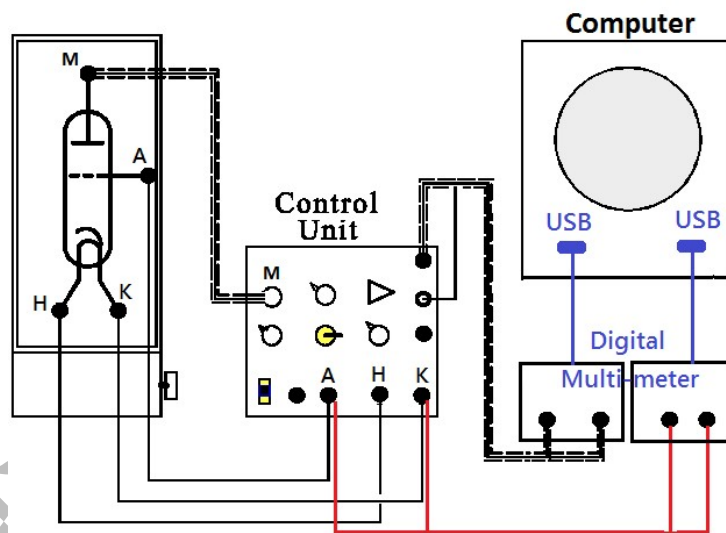 Computer
M
A
USB
USB
Control
Unit
M
H
K
Digital
Multi-meter
A
H
K